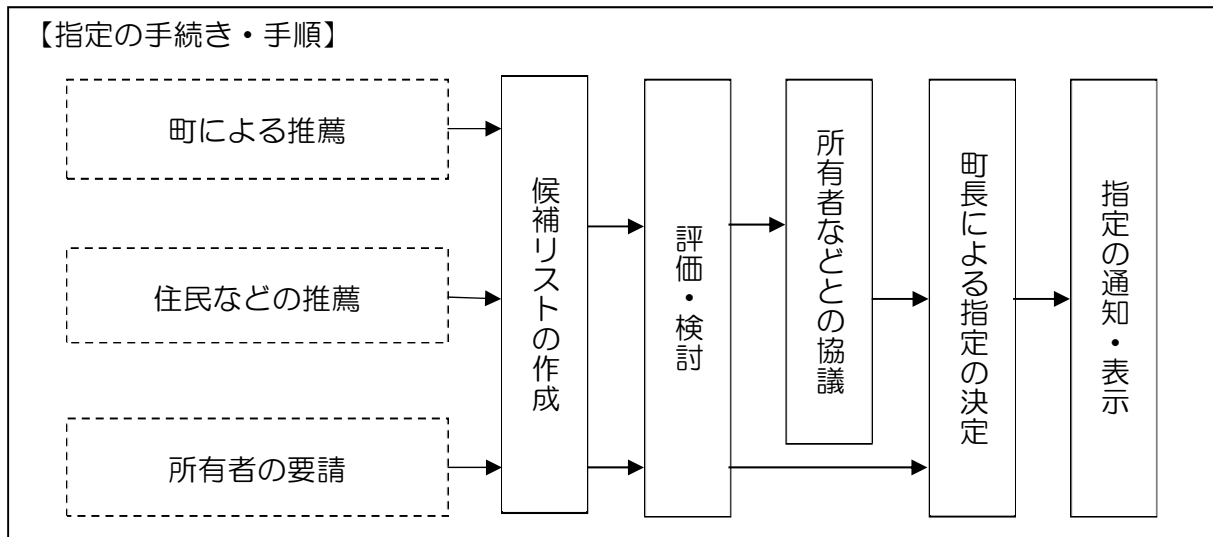 【指定の手続き・手順】
町による推薦
住民などの推薦
所有者の要請
候補リストの作成
評価・検討
所有者などとの協議
町長による指定の決定
指定の通知・表示